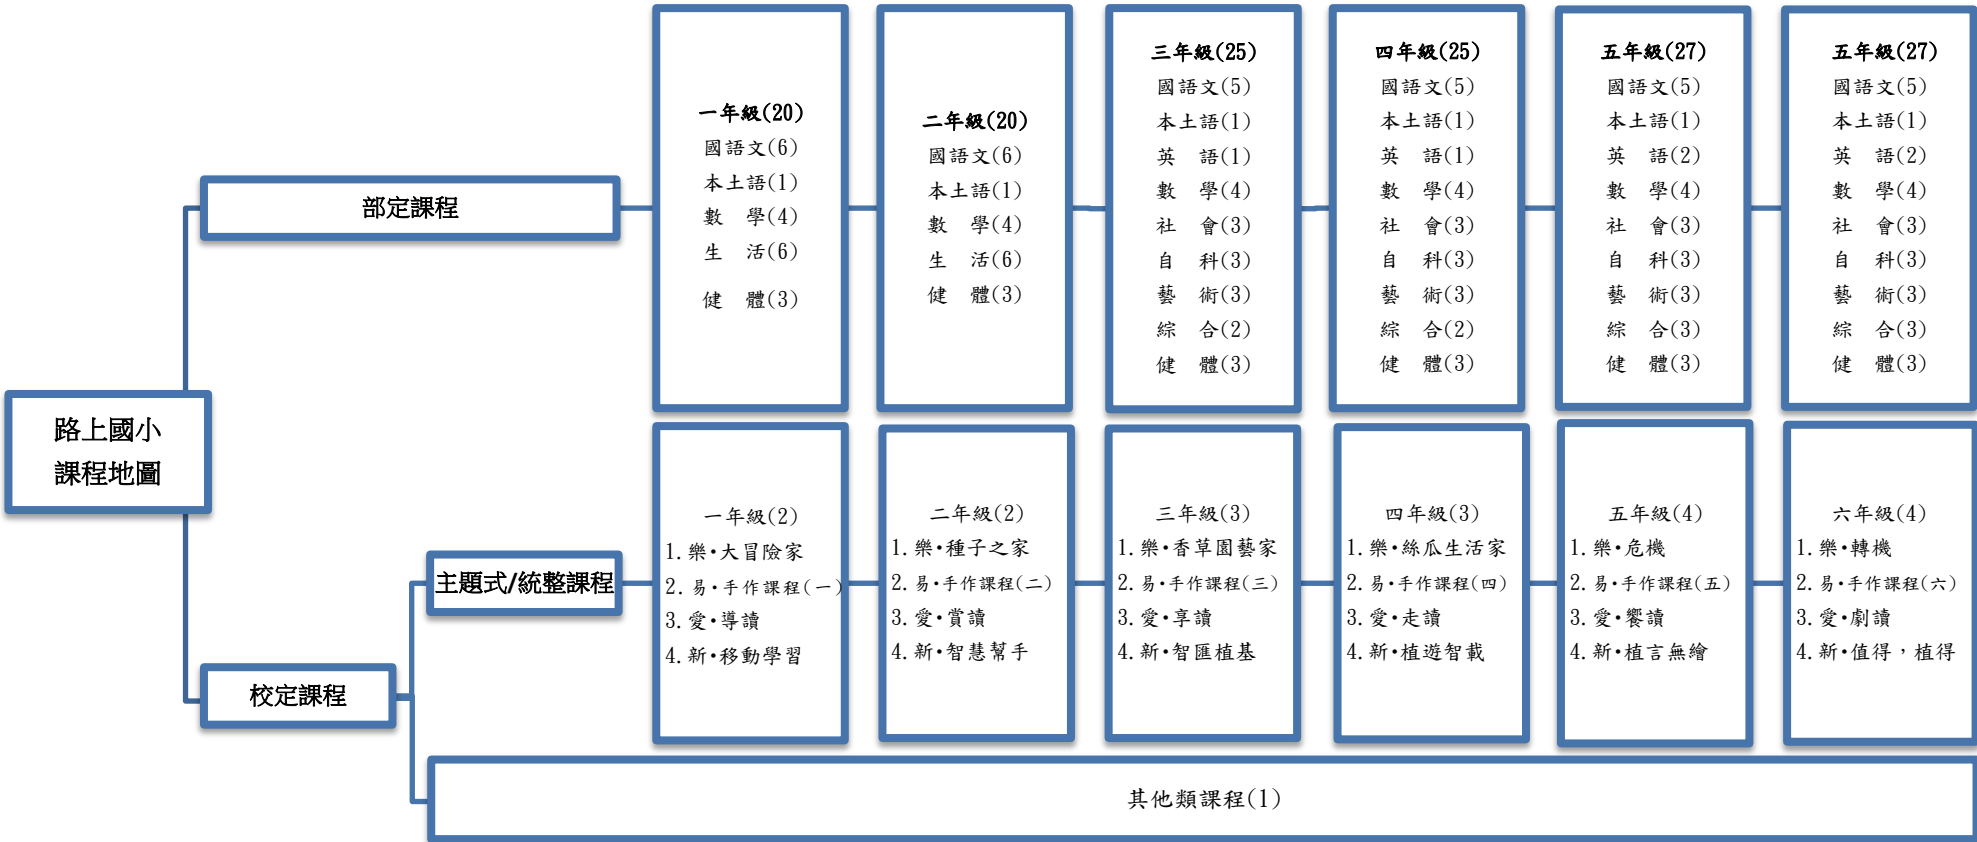 路上國小
課程地圖
部定課程
一年級(20)
國語文(6)
本土語(1)
數　學(4)
生　活(6)
健　體(3)
二年級(20)
國語文(6)
本土語(1)
數　學(4)
生　活(6)
健　體(3)
三年級(25)
國語文(5)
本土語(1)
英　語(1)
數　學(4)
社　會(3)
自　科(3)
藝　術(3)
綜　合(2)
健　體(3)
四年級(25)
國語文(5)
本土語(1)
英　語(1)
數　學(4)
社　會(3)
自　科(3)
藝　術(3)
綜　合(2)
健　體(3)
五年級(27)
國語文(5)
本土語(1)
英　語(2)
數　學(4)
社　會(3)
自　科(3)
藝　術(3)
綜　合(3)
健　體(3)
五年級(27)
國語文(5)
本土語(1)
英　語(2)
數　學(4)
社　會(3)
自　科(3)
藝　術(3)
綜　合(3)
健　體(3)
校定課程
主題式/統整課程
一年級(2)
1.樂•大冒險家
2.易•手作課程(一)
3.愛•導讀
4.新•移動學習
二年級(2)
1.樂•種子之家
2.易•手作課程(二)
3.愛•賞讀
4.新•智慧幫手
三年級(3)
1.樂•香草園藝家
2.易•手作課程(三)
3.愛•享讀
4.新•智匯植基
四年級(3)
1.樂•絲瓜生活家
2.易•手作課程(四)
3.愛•走讀
4.新•植遊智載
五年級(4)
1.樂•危機
2.易•手作課程(五)
3.愛•饗讀
4.新•植言無繪
六年級(4)
1.樂•轉機
2.易•手作課程(六)
3.愛•劇讀
4.新•值得，植得
其他類課程(1)